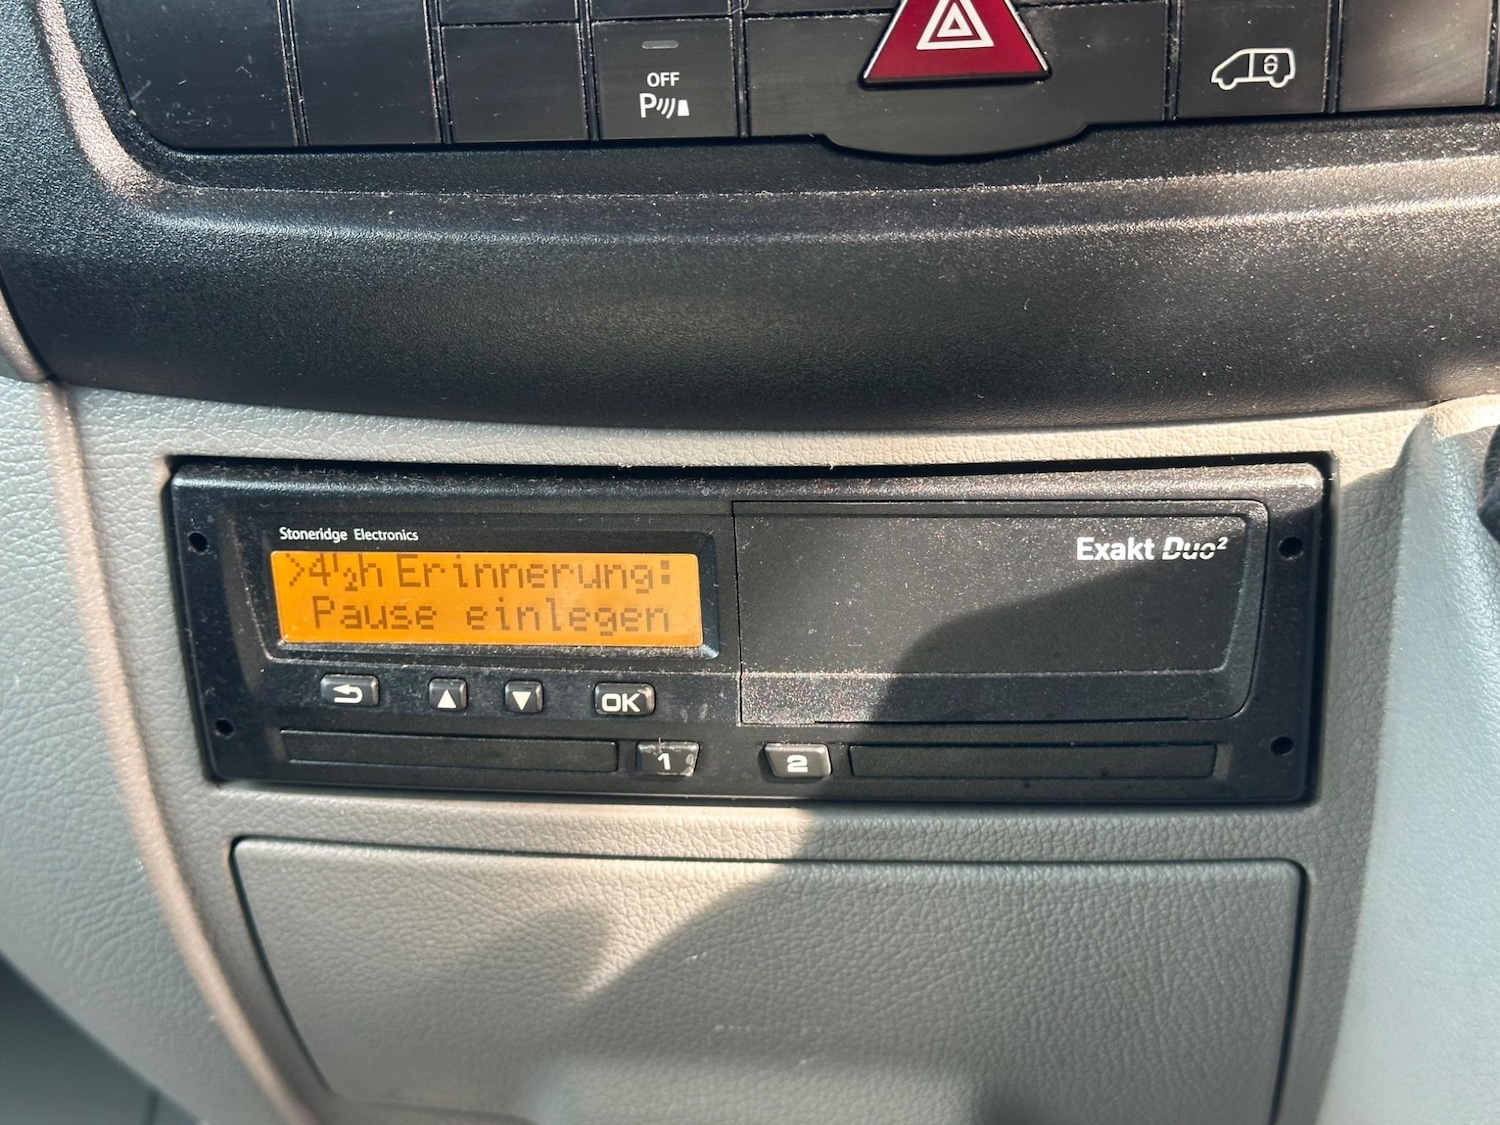 OFF
P
Stoneridge Electronics
Exakt Duo²
>4½h Erinnerung:
Pause einlegen
OK
1
2